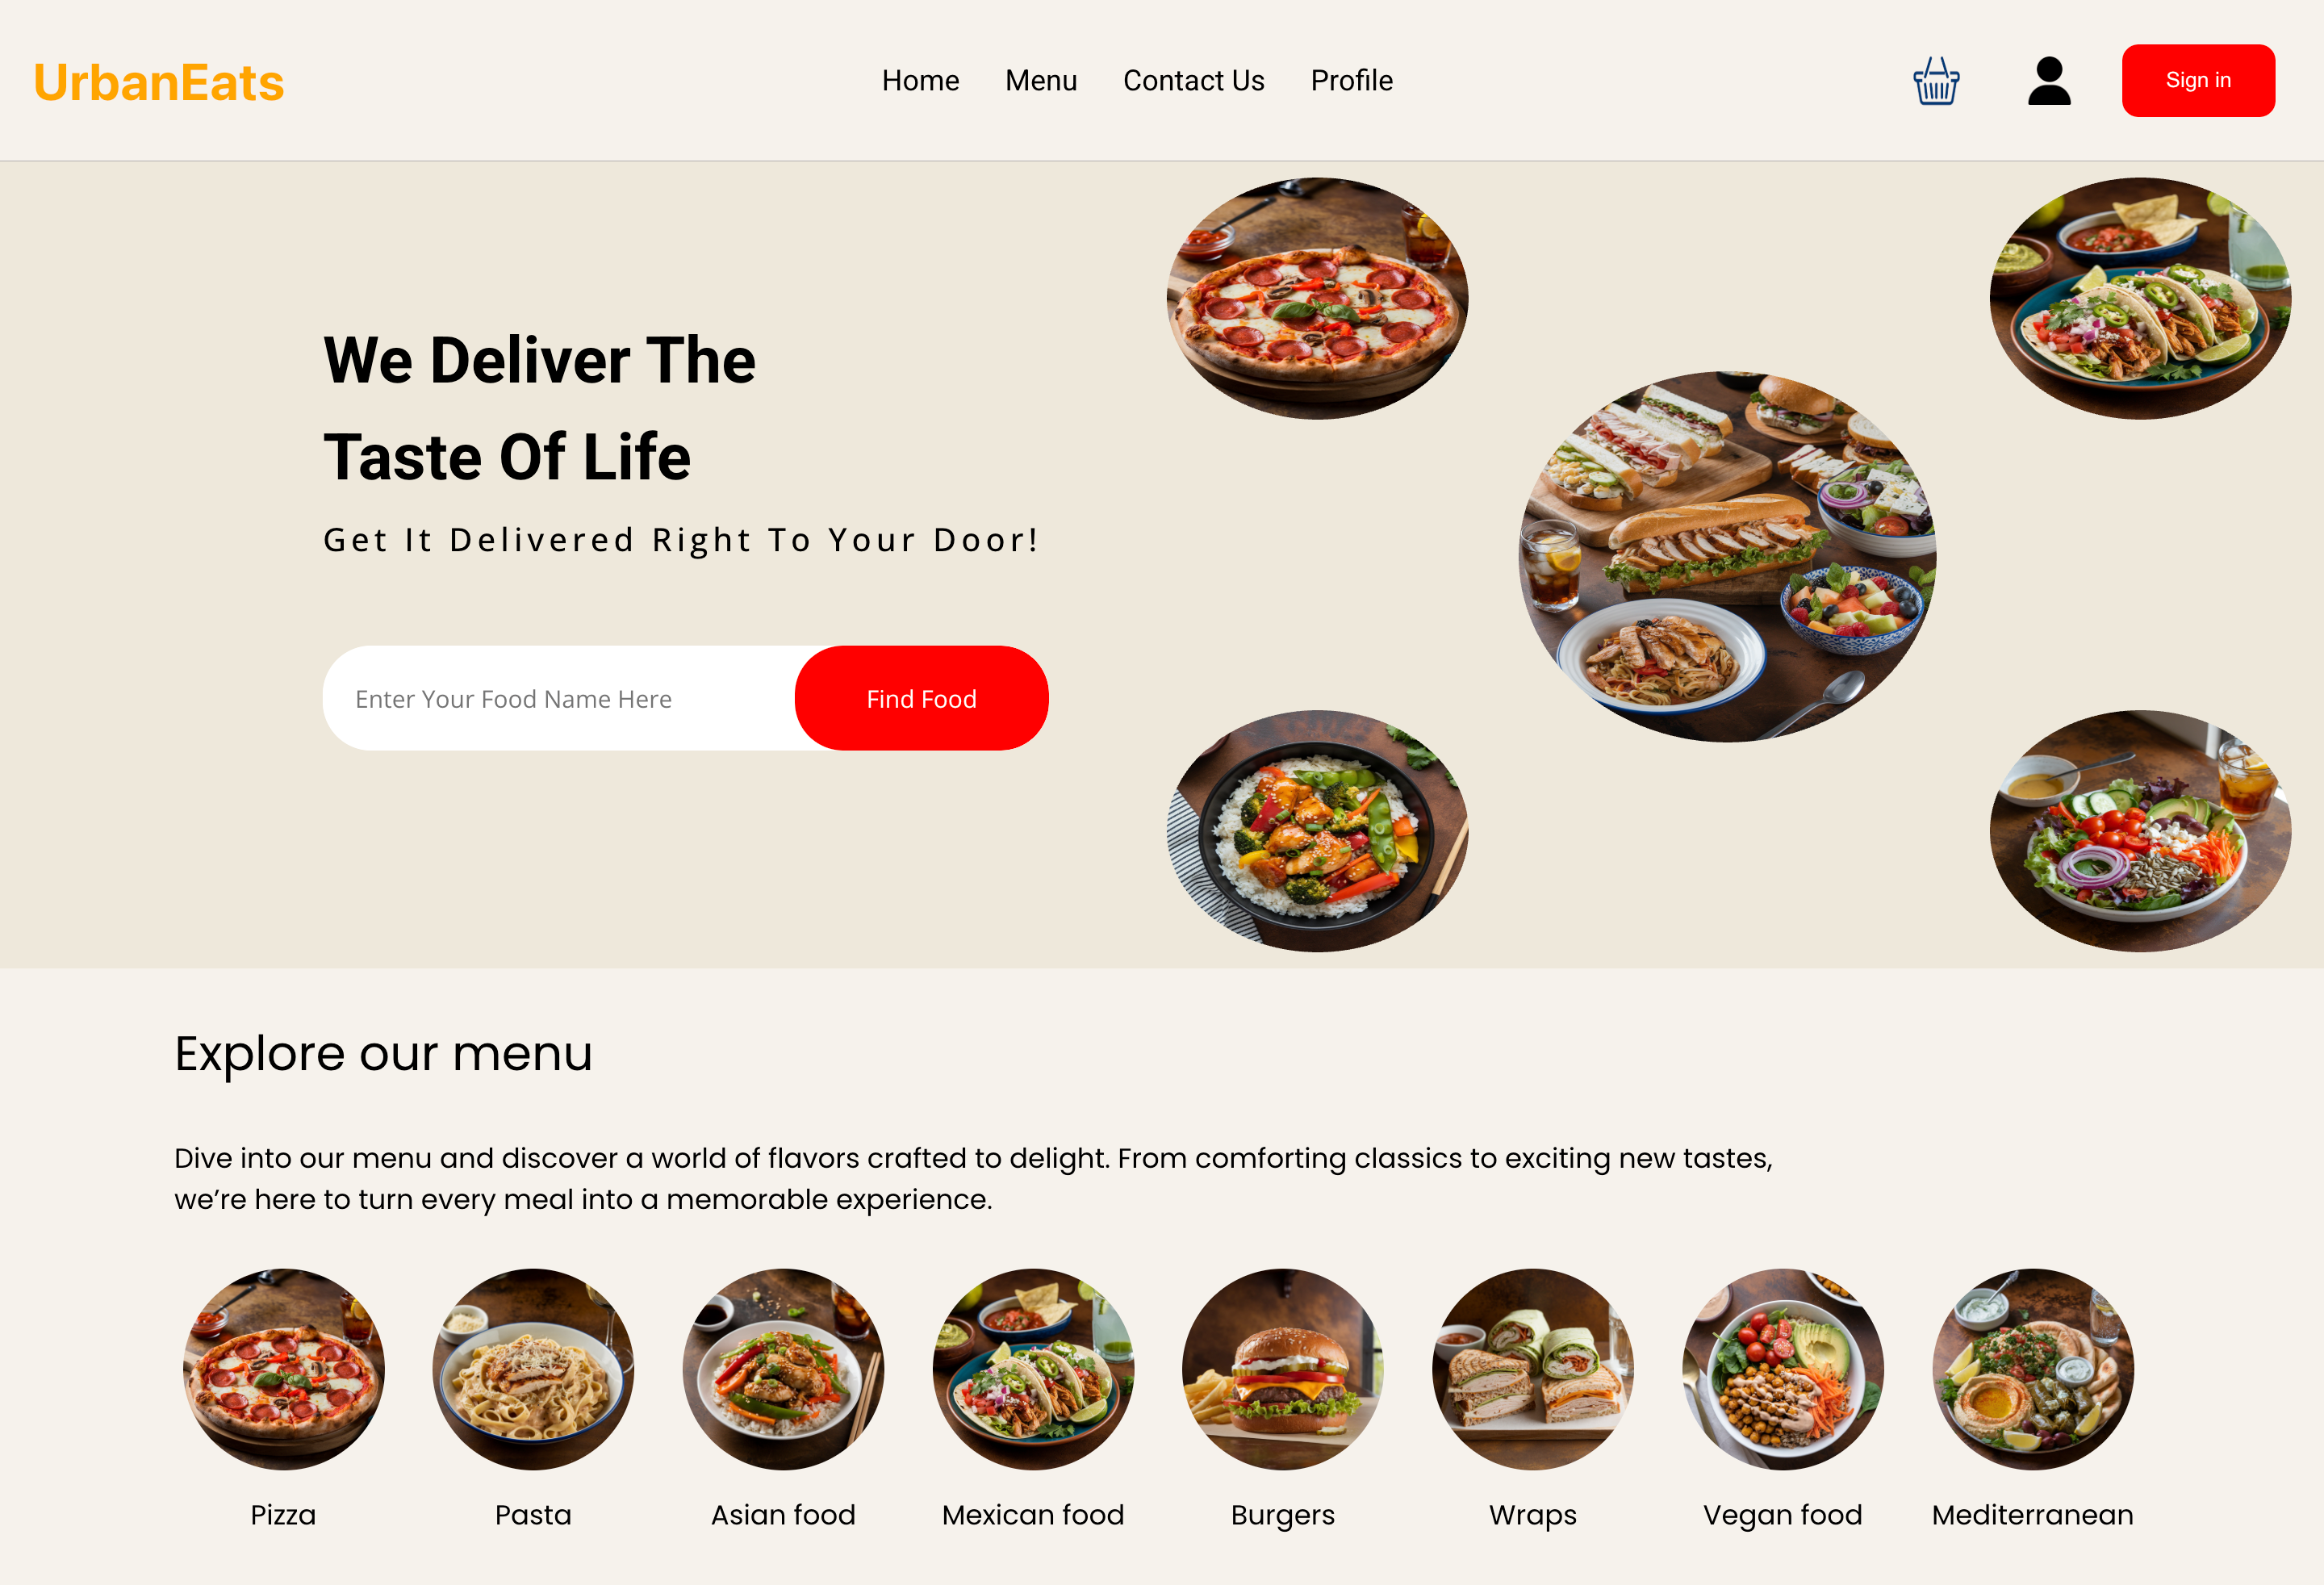 UrbanEats
Home
Menu
Contact Us
Profile
Sign in
We Deliver The
Taste Of Life
Get It Delivered Right To Your Door!
Enter Your Food Name Here
Find Food
Explore our menu
Dive into our menu and discover a world of flavors crafted to delight. From comforting classics to exciting new tastes,
we’re here to turn every meal into a memorable experience.
Pizza
Pasta
Asian food
Mexican food
Burgers
Wraps
Vegan food
Mediterranean